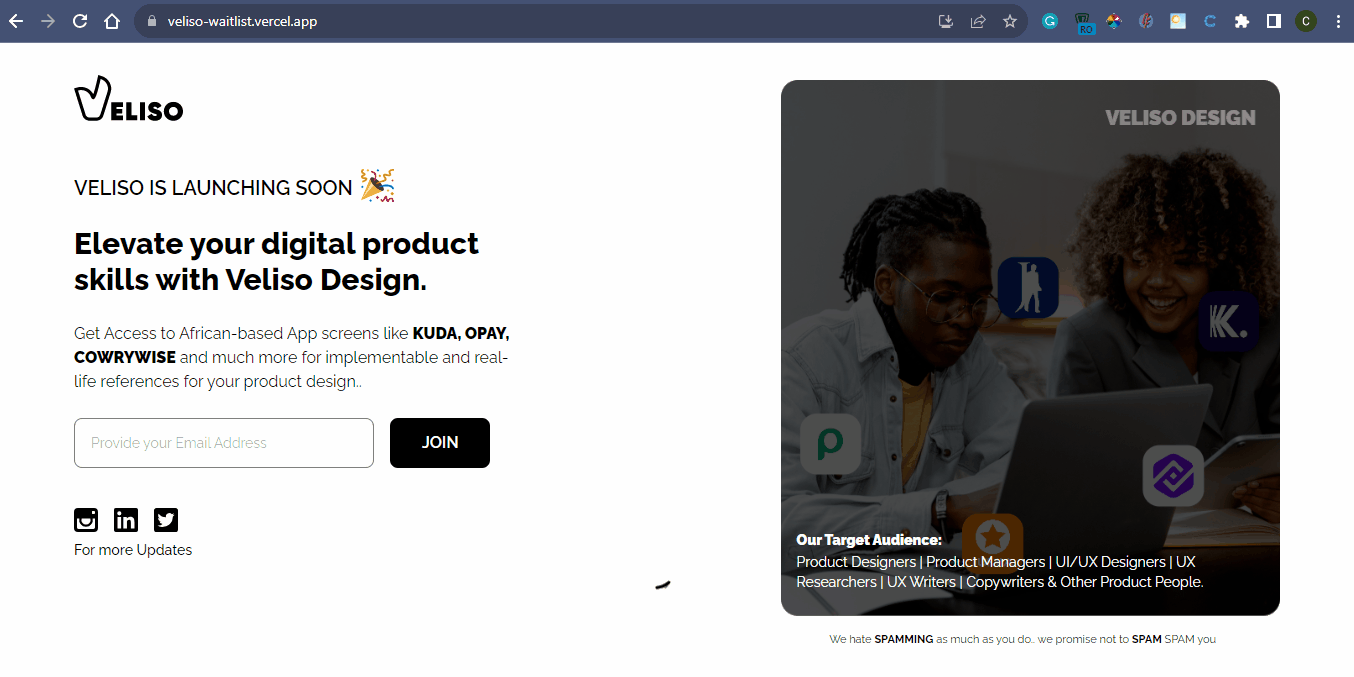 veliso-waitlist.vercel.app
RO
C
VELISO
VELISO IS LAUNCHING SOON
Elevate your digital product
skills with Veliso Design.
Get Access to African-based App screens like KUDA, OPAY,
COWRYWISE and much more for implementable and real-
life references for your product design..
Provide your Email Address
JOIN
For more Updates
VELISO DESIGN
K.
p
Our Target Audience:
Product Designers | Product Managers | UI/UX Designers | UX
Researchers | UX Writers | Copywriters & Other Product People.
We hate SPAMMING as much as you do.. we promise not to SPAM SPAM you